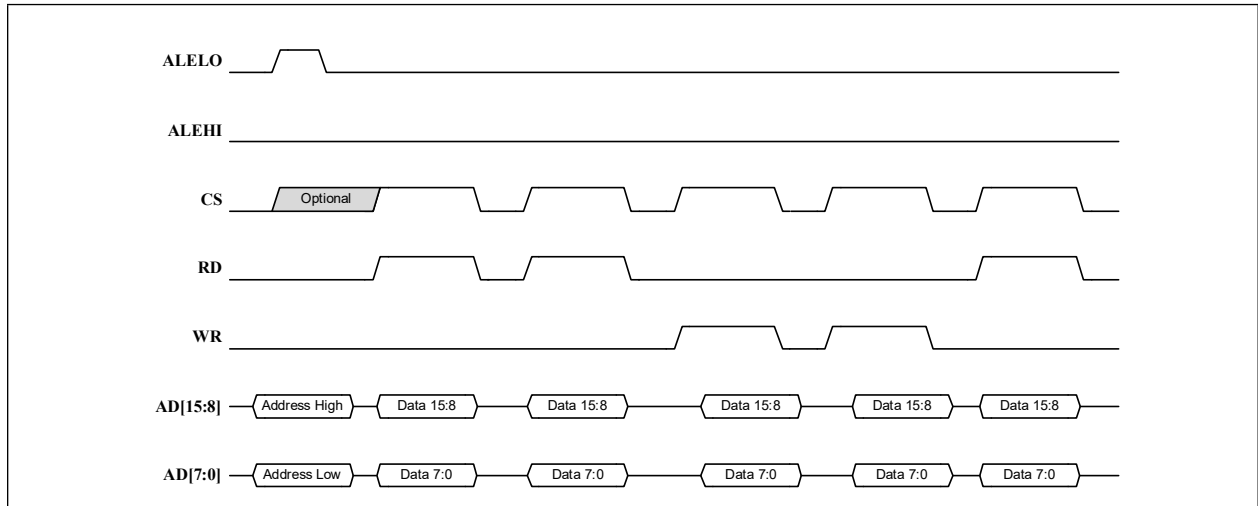 ALELO
ALEHI
CS Optional
RD
WR
AD[15:8] Address High Data 15:8 Data 15:8 Data 15:8 Data 15:8 Data 15:8
AD[7:0] Address Low Data 7:0 Data 7:0 Data 7:0 Data 7:0 Data 7:0